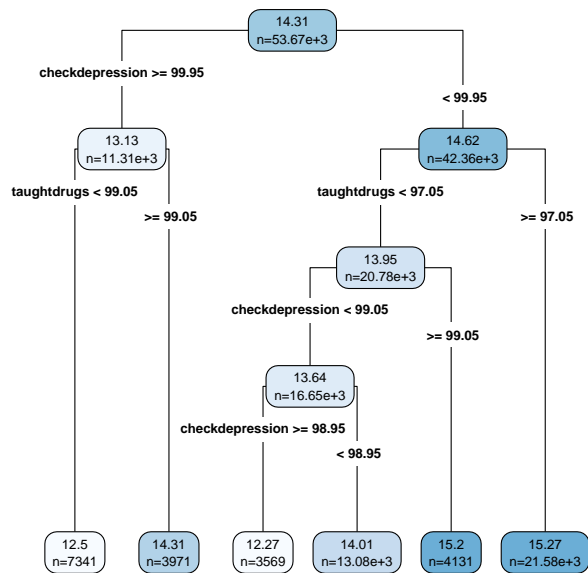 14.31
n=53.67e+3
checkdepression >= 99.95
< 99.95
13.13
n=11.31e+3
14.62
n=42.36e+3
taughtdrugs < 99.05
>= 99.05
taughtdrugs < 97.05
>= 97.05
13.95
n=20.78e+3
checkdepression < 99.05
>= 99.05
13.64
n=16.65e+3
checkdepression >= 98.95
< 98.95
12.5
n=7341
14.31
n=3971
12.27
n=3569
14.01
n=13.08e+3
15.2
n=4131
15.27
n=21.58e+3